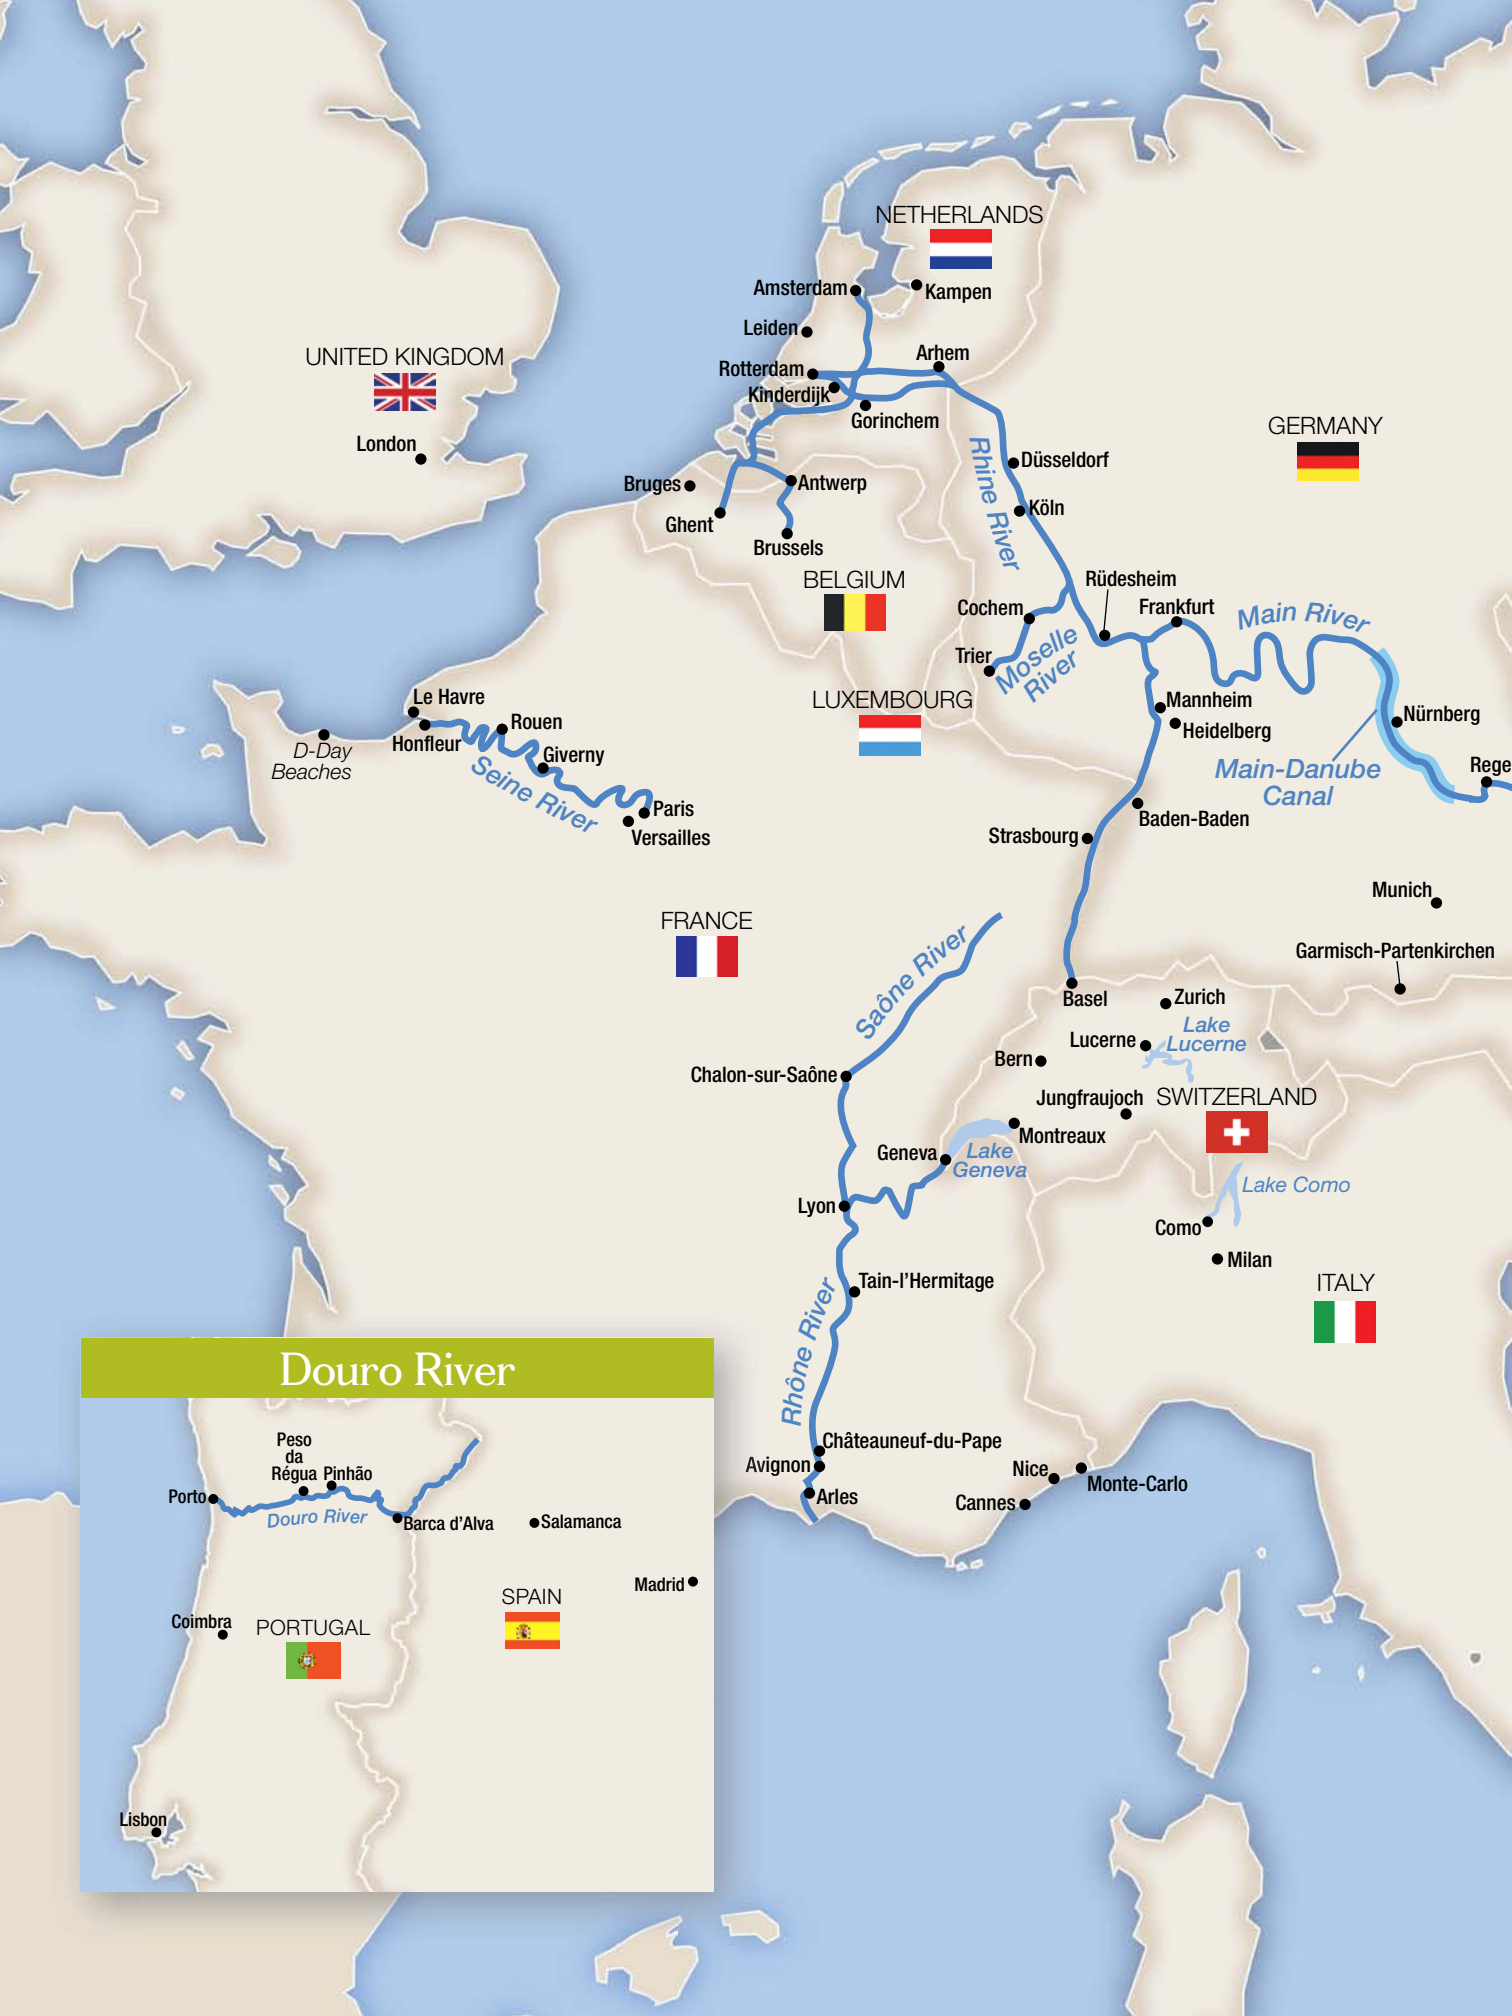 NETHERLANDS
Amsterdam
Kampen
Leiden
UNITED KINGDOM
Arhem
Rotterdam
Kinderdijk
Gorinchem
GERMANY
London
Rhine River
Düsseldorf
Bruges
Antwerp
Köln
Ghent
Brussels
BELGIUM
Rüdesheim
Cochem
Frankfurt
Main River
Trier
Moselle
River
LUXEMBOURG
Le Havre
Mannheim
Nürnberg
Rouen
Heidelberg
Honfleur
D-Day
Beaches
Giverny
Seine River
Main-Danube
Canal
Rege
Paris
Versailles
Baden-Baden
Strasbourg
Munich
FRANCE
Saône River
Garmisch-Partenkirchen
Basel
Zurich
Lake
Lucerne
Lucerne
Bern
Chalon-sur-Saône
Jungfraujoch
SWITZERLAND
Montreaux
Geneva
Lake
Geneva
Lake Como
Lyon
Como
Milan
Tain-l'Hermitage
ITALY
Rhône River
Châteauneuf-du-Pape
Avignon
Nice
Monte-Carlo
Arles
Cannes
Douro River
Peso
da
Régua
Pinhão
Porto
Douro River
Barca d'Alva
Salamanca
Madrid
SPAIN
Coimbra
PORTUGAL
Lisbon